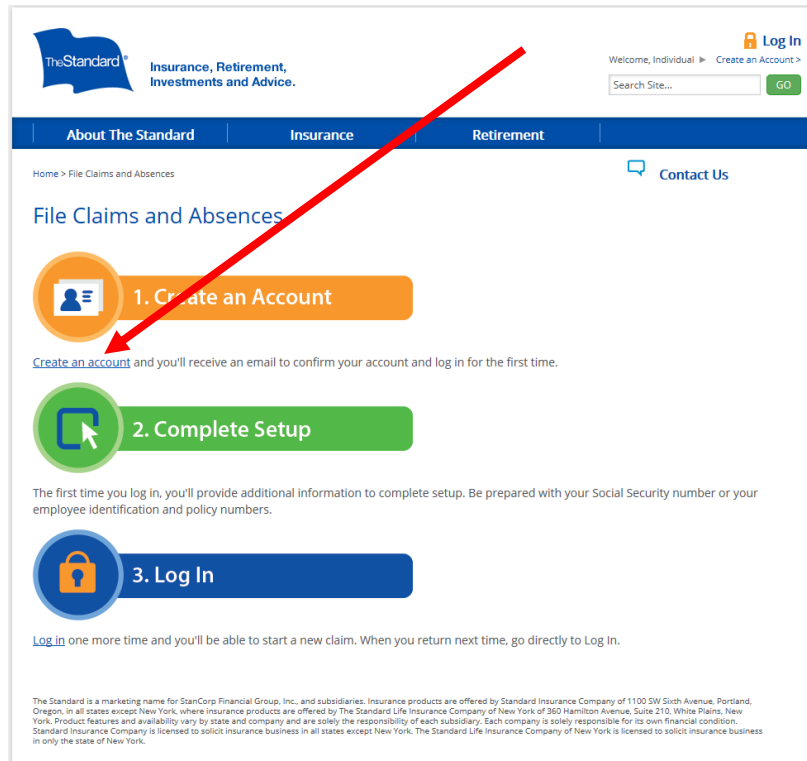 TheStandard®
Insurance, Retirement,
Investments and Advice.
Log In
Welcome, Individual ▶ Create an Account >
Search Site...
GO
About The Standard
Insurance
Retirement
Home > File Claims and Absences
Contact Us
File Claims and Absences
1. Create an Account
Create an account and you'll receive an email to confirm your account and log in for the first time.
2. Complete Setup
The first time you log in, you'll provide additional information to complete setup. Be prepared with your Social Security number or your
employee identification and policy numbers.
3. Log In
Log in one more time and you'll be able to start a new claim. When you return next time, go directly to Log In.
The Standard is a marketing name for StanCorp Financial Group, Inc., and subsidiaries. Insurance products are offered by Standard Insurance Company of 1100 SW Sixth Avenue, Portland,
Oregon, in all states except New York, where insurance products are offered by The Standard Life Insurance Company of New York of 360 Hamilton Avenue, Suite 210, White Plains, New
York. Product features and availability vary by state and company and are solely the responsibility of each subsidiary. Each company is solely responsible for its own financial condition.
Standard Insurance Company is licensed to solicit insurance business in all states except New York. The Standard Life Insurance Company of New York is licensed to solicit insurance business
in only the state of New York.